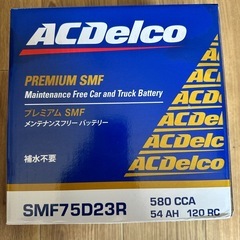 ACDelco
PREMIUM SMF
Maintenance Free Car and Truck Battery
プレミアム SMF
メンテナンスフリー バッテリー
補水不要
ACDelco
ACDelco
ACDelco
ACDelco
ACDelco
SMF75D23R
580 CCA
54 AH 120 RC